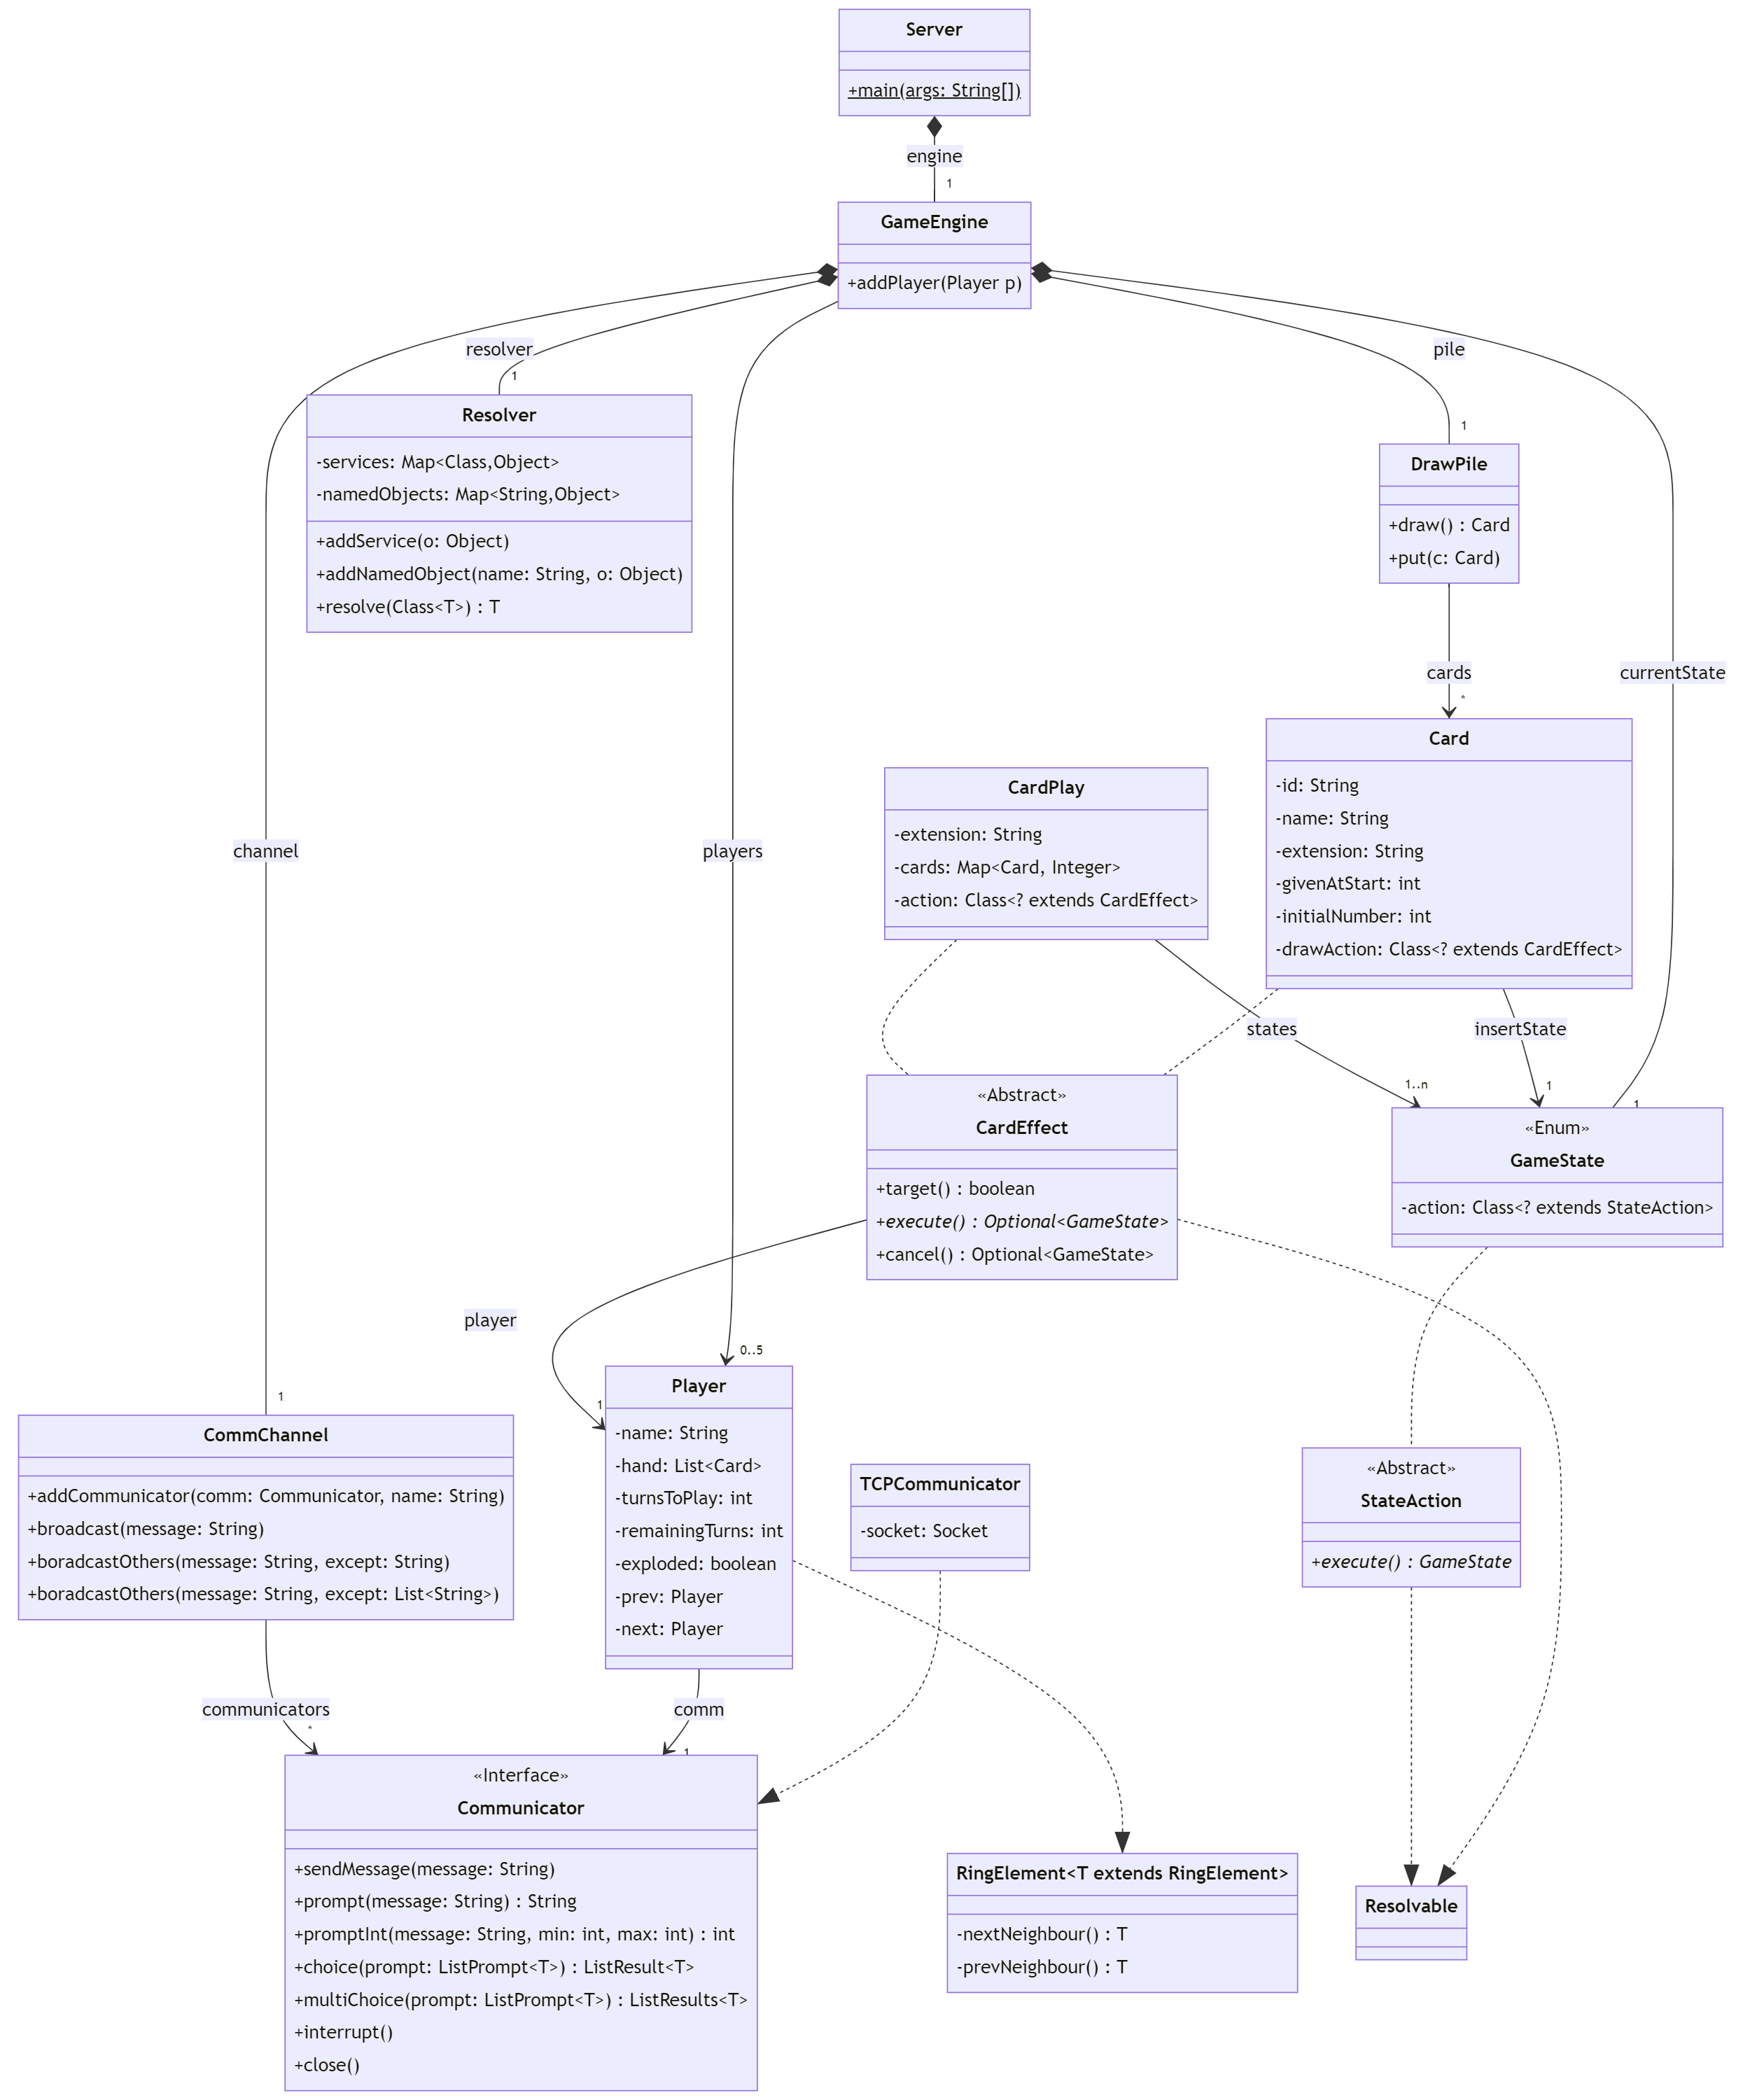 Server
+main(args: String[])
engine
1
GameEngine
+addPlayer(Player p)
resolver
1
pile
1
Resolver
-services: Map<Class,Object>
-namedObjects: Map<String,Object>
+addService(o: Object)
+addNamedObject(name: String, o: Object)
+resolve(Class<T>) : T
DrawPile
+draw() : Card
+put(c: Card)
cards
*
currentState
Card
-id: String
-name: String
-extension: String
-givenAtStart: int
-initialNumber: int
-drawAction: Class<? extends CardEffect>
CardPlay
-extension: String
-cards: Map<Card, Integer>
-action: Class<? extends CardEffect>
channel
players
states
insertState
1..n
1
1
«Abstract»
CardEffect
+target() : boolean
+execute() : Optional<GameState>
+cancel() : Optional<GameState>
«Enum»
GameState
-action: Class<? extends StateAction>
player
0..5
1
1
Player
-name: String
-hand: List<Card>
-turnsToPlay: int
-remainingTurns: int
-exploded: boolean
-prev: Player
-next: Player
CommChannel
+addCommunicator(comm: Communicator, name: String)
+broadcast(message: String)
+boradcastOthers(message: String, except: String)
+boradcastOthers(message: String, except: List<String>)
TCPCommunicator
-socket: Socket
«Abstract»
StateAction
+execute() : GameState
communicators
*
comm
1
«Interface»
Communicator
+sendMessage(message: String)
+prompt(message: String) : String
+promptInt(message: String, min: int, max: int) : int
+choice(prompt: ListPrompt<T>) : ListResult<T>
+multiChoice(prompt: ListPrompt<T>) : ListResults<T>
+interrupt()
+close()
RingElement<T extends RingElement>
-nextNeighbour() : T
-prevNeighbour() : T
Resolvable